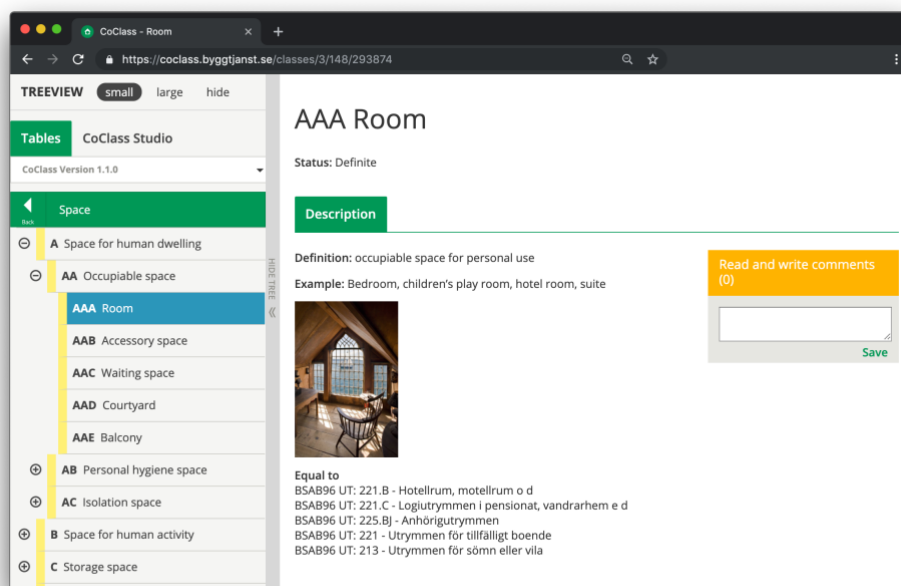 CoClass - Room
https://coclass.byggtjanst.se/classes/3/148/293874
TREEVIEW small large hide
Tables CoClass Studio
CoClass Version 1.1.0
Back
Space
A Space for human dwelling
AA Occupiable space
AAA Room
AAB Accessory space
AAC Waiting space
AAD Courtyard
AAE Balcony
AB Personal hygiene space
AC Isolation space
B Space for human activity
C Storage space
HIDE TREE
AAA Room
Status: Definite
Description
Definition: occupiable space for personal use
Example: Bedroom, children's play room, hotel room, suite
Equal to
BSAB96 UT: 221.B - Hotellrum, motellrum o d
BSAB96 UT: 221.C - Logiutrymmen i pensionat, vandrarhem e d
BSAB96 UT: 225.BJ - Anhörigutrymmen
BSAB96 UT: 221 - Utrymmen för tillfälligt boende
BSAB96 UT: 213 - Utrymmen för sömn eller vila
Read and write comments
(0)
Save